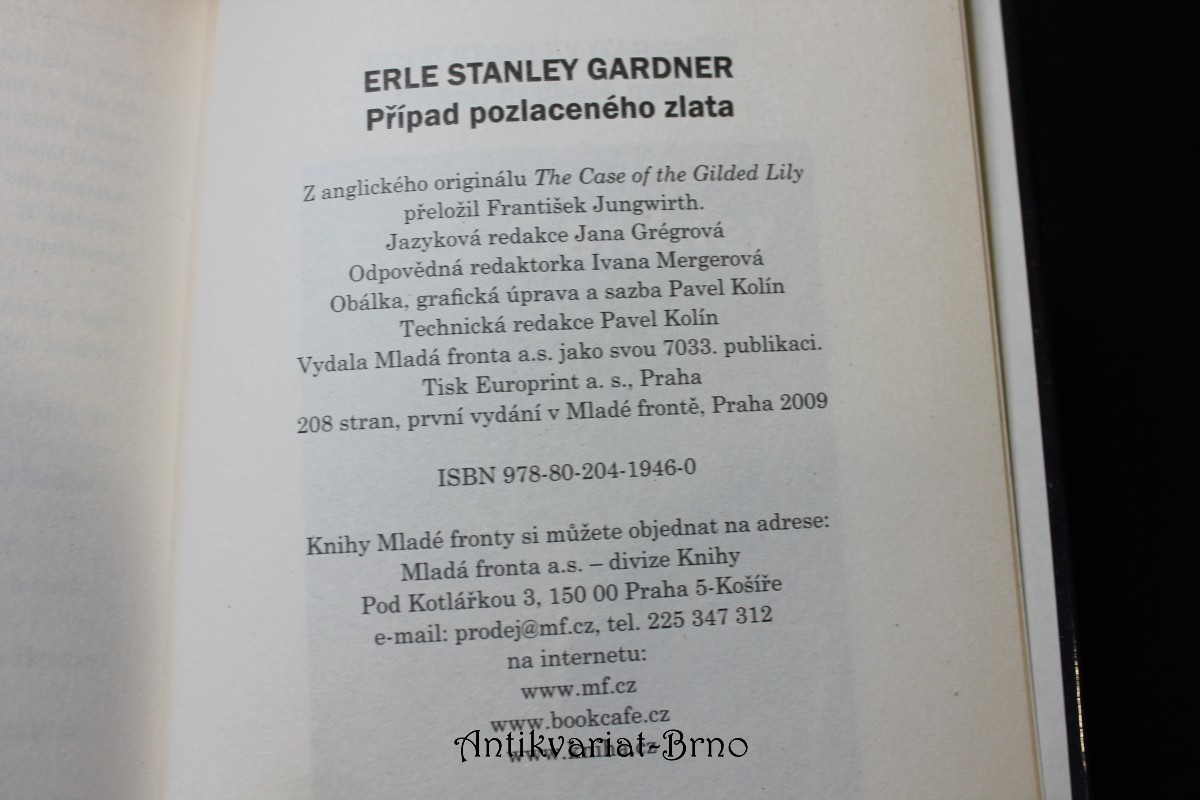 ERLE STANLEY GARDNER
Případ pozlaceného zlata
Z anglického originálu The Case of the Gilded Lily
přeložil František Jungwirth.
Jazyková redakce Jana Grégrová
Odpovědná redaktorka Ivana Mergerová
Obálka, grafická úprava a sazba Pavel Kolín
Technická redakce Pavel Kolín
Vydala Mladá fronta a.s. jako svou 7033. publikaci.
Tisk Europrint a. s., Praha
208 stran, první vydání v Mladé frontě, Praha 2009
ISBN 978-80-204-1946-0
Knihy Mladé fronty si můžete objednat na adrese:
Mladá fronta a.s. – divize Knihy
Pod Kotlářkou 3, 150 00 Praha 5-Košíře
e-mail: prodej@mf.cz, tel. 225 347 312
na internetu:
www.mf.cz
www.bookcafe.cz
www.kniha.cz
Antikvariat-Brno